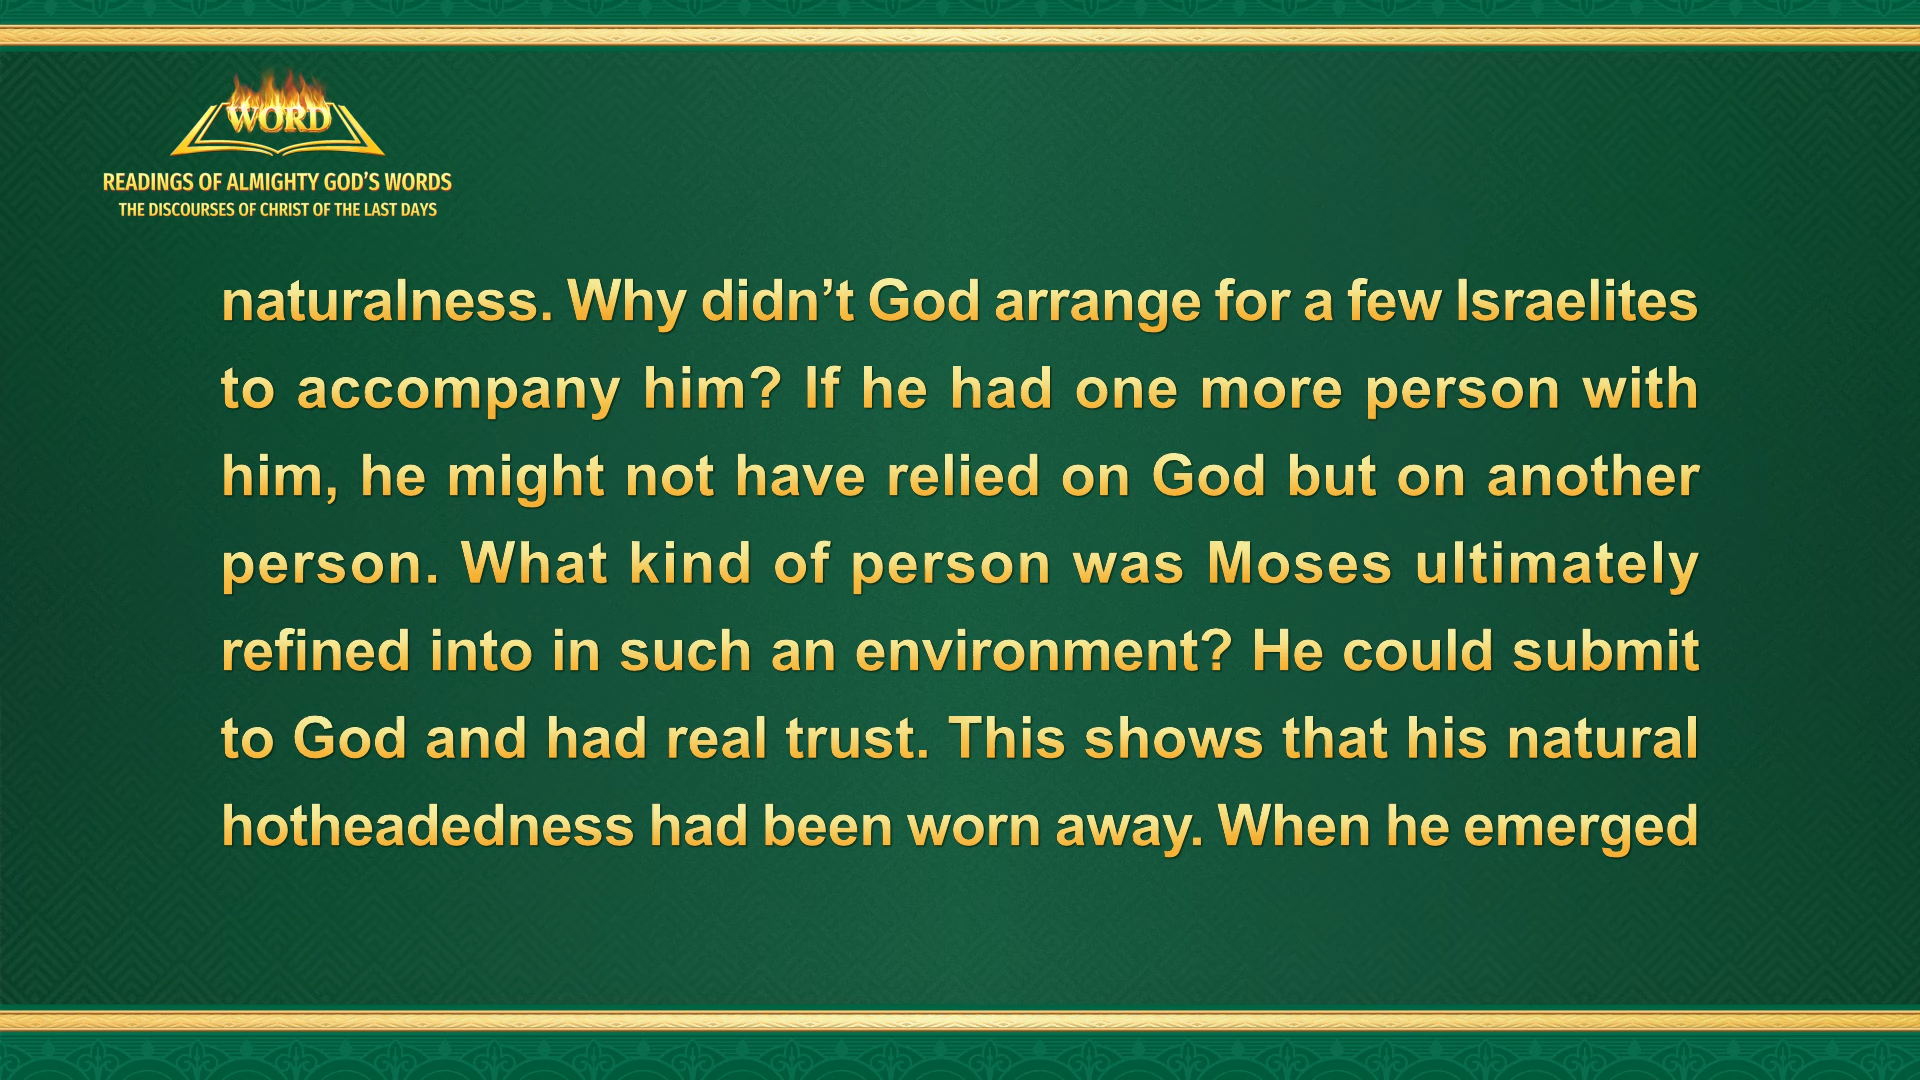 WORD
READINGS OF ALMIGHTY GOD’S WORDS
THE DISCOURSES OF CHRIST OF THE LAST DAYS
naturalness. Why didn’t God arrange for a few Israelites
to accompany him? If he had one more person with
him, he might not have relied on God but on another
person. What kind of person was Moses ultimately
refined into in such an environment? He could submit
to God and had real trust. This shows that his natural
hotheadedness had been worn away. When he emerged